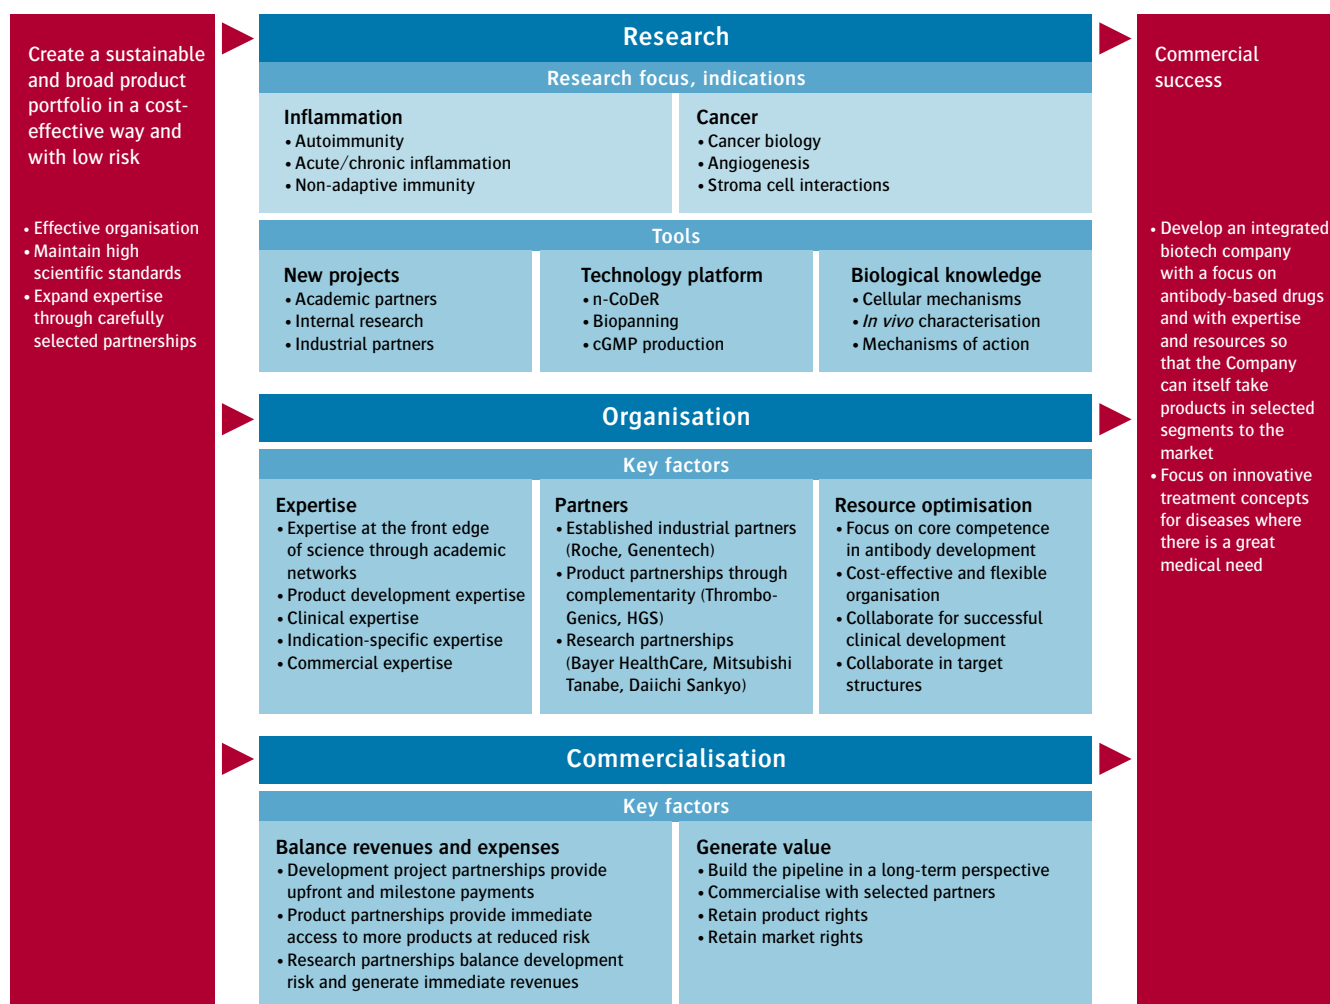 Create a sustainable
and broad product
portfolio in a cost-
effective way and
with low risk
• Effective organisation
• Maintain high
scientific standards
• Expand expertise
through carefully
selected partnerships
Research
Research focus, indications
Inflammation
• Autoimmunity
• Acute/chronic inflammation
• Non-adaptive immunity
Cancer
• Cancer biology
• Angiogenesis
• Stroma cell interactions
Tools
New projects
• Academic partners
• Internal research
• Industrial partners
Technology platform
• n-CoDeR
• Biopanning
• cGMP production
Biological knowledge
• Cellular mechanisms
• In vivo characterisation
• Mechanisms of action
Organisation
Key factors
Expertise
• Expertise at the front edge
of science through academic
networks
• Product development expertise
• Clinical expertise
• Indication-specific expertise
• Commercial expertise
Partners
• Established industrial partners
(Roche, Genentech)
• Product partnerships through
complementarity (Thrombo-
Genics, HGS)
• Research partnerships
(Bayer HealthCare, Mitsubishi
Tanabe, Daiichi Sankyo)
Resource optimisation
• Focus on core competence
in antibody development
• Cost-effective and flexible
organisation
• Collaborate for successful
clinical development
• Collaborate in target
structures
Commercialisation
Key factors
Balance revenues and expenses
• Development project partnerships provide
upfront and milestone payments
• Product partnerships provide immediate
access to more products at reduced risk
• Research partnerships balance development
risk and generate immediate revenues
Generate value
• Build the pipeline in a long-term perspective
• Commercialise with selected partners
• Retain product rights
• Retain market rights
Commercial
success
• Develop an integrated
biotech company
with a focus on
antibody-based drugs
and with expertise
and resources so
that the Company
can itself take
products in selected
segments to the
market
• Focus on innovative
treatment concepts
for diseases where
there is a great
medical need